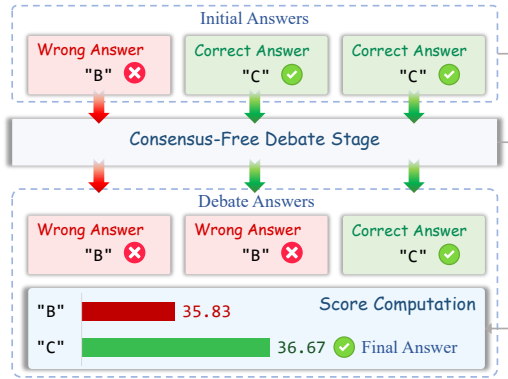 Initial Answers
Wrong Answer
"B"
Correct Answer
"C"
Correct Answer
"C"
Consensus-Free Debate Stage
Debate Answers
Wrong Answer
"B"
Wrong Answer
"B"
Correct Answer
"C"
Score Computation
"B" 35.83
"C" 36.67 Final Answer